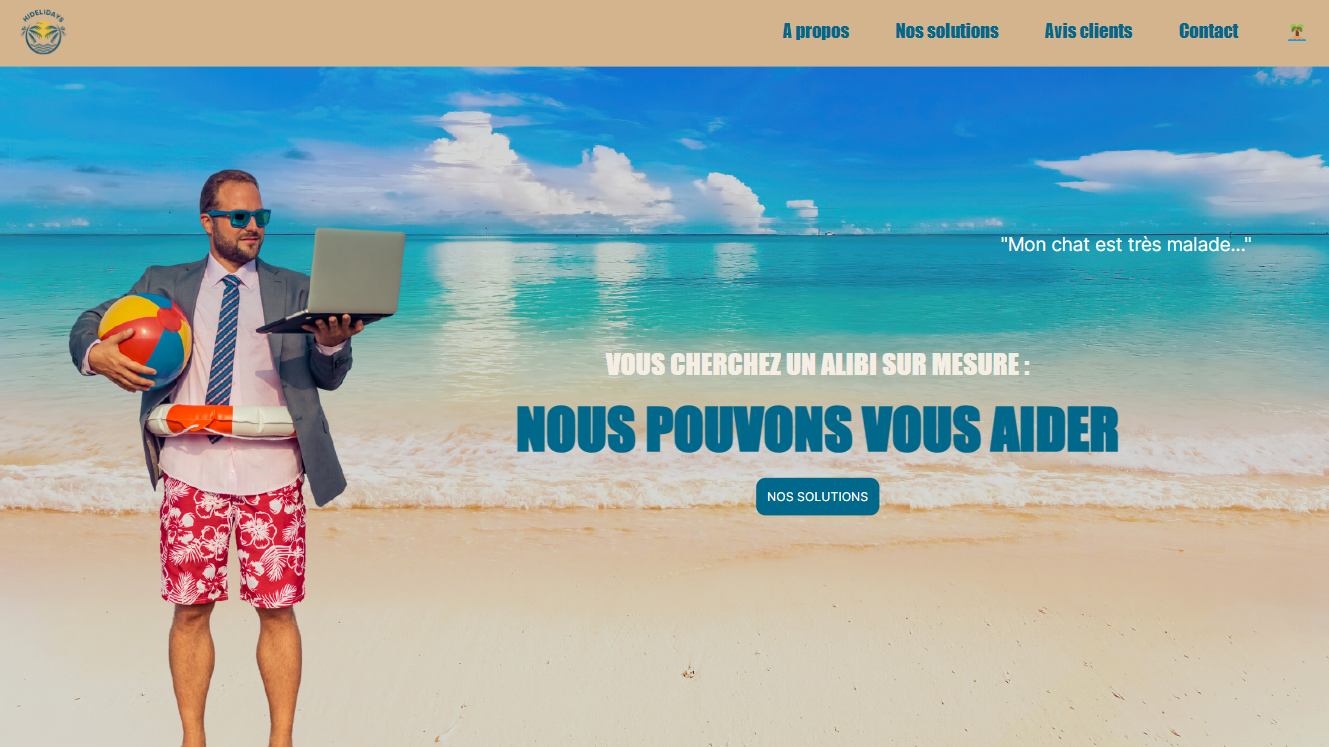 HIDELIDAYS
A propos
Nos solutions
Avis clients
Contact
"Mon chat est très malade..."
VOUS CHERCHEZ UN ALIBI SUR MESURE :
NOUS POUVONS VOUS AIDER
NOS SOLUTIONS